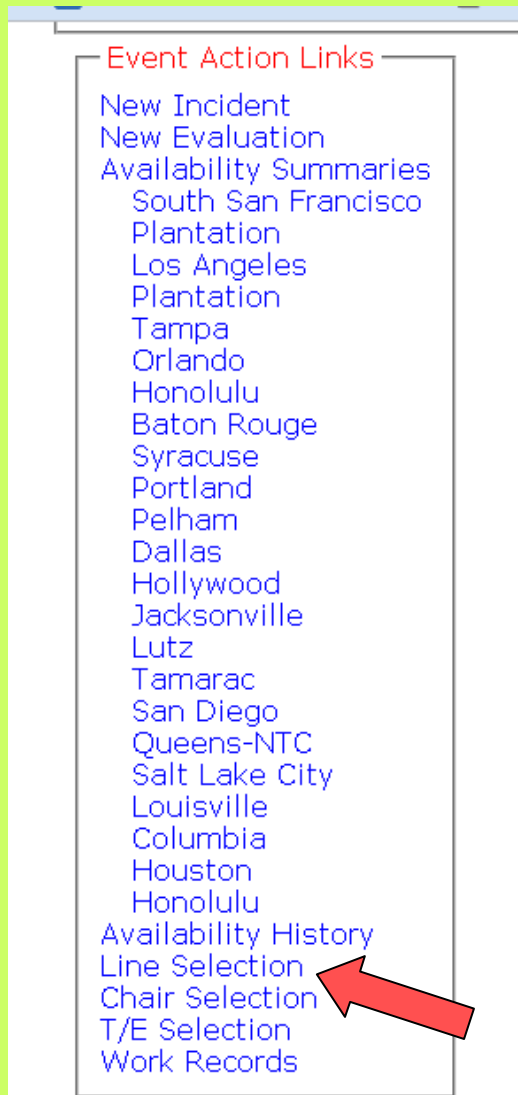 Event Action Links
New Incident
New Evaluation
Availability Summaries
South San Francisco
Plantation
Los Angeles
Plantation
Tampa
Orlando
Honolulu
Baton Rouge
Syracuse
Portland
Pelham
Dallas
Hollywood
Jacksonville
Lutz
Tamarac
San Diego
Queens-NTC
Salt Lake City
Louisville
Columbia
Houston
Honolulu
Availability History
Line Selection
Chair Selection
T/E Selection
Work Records